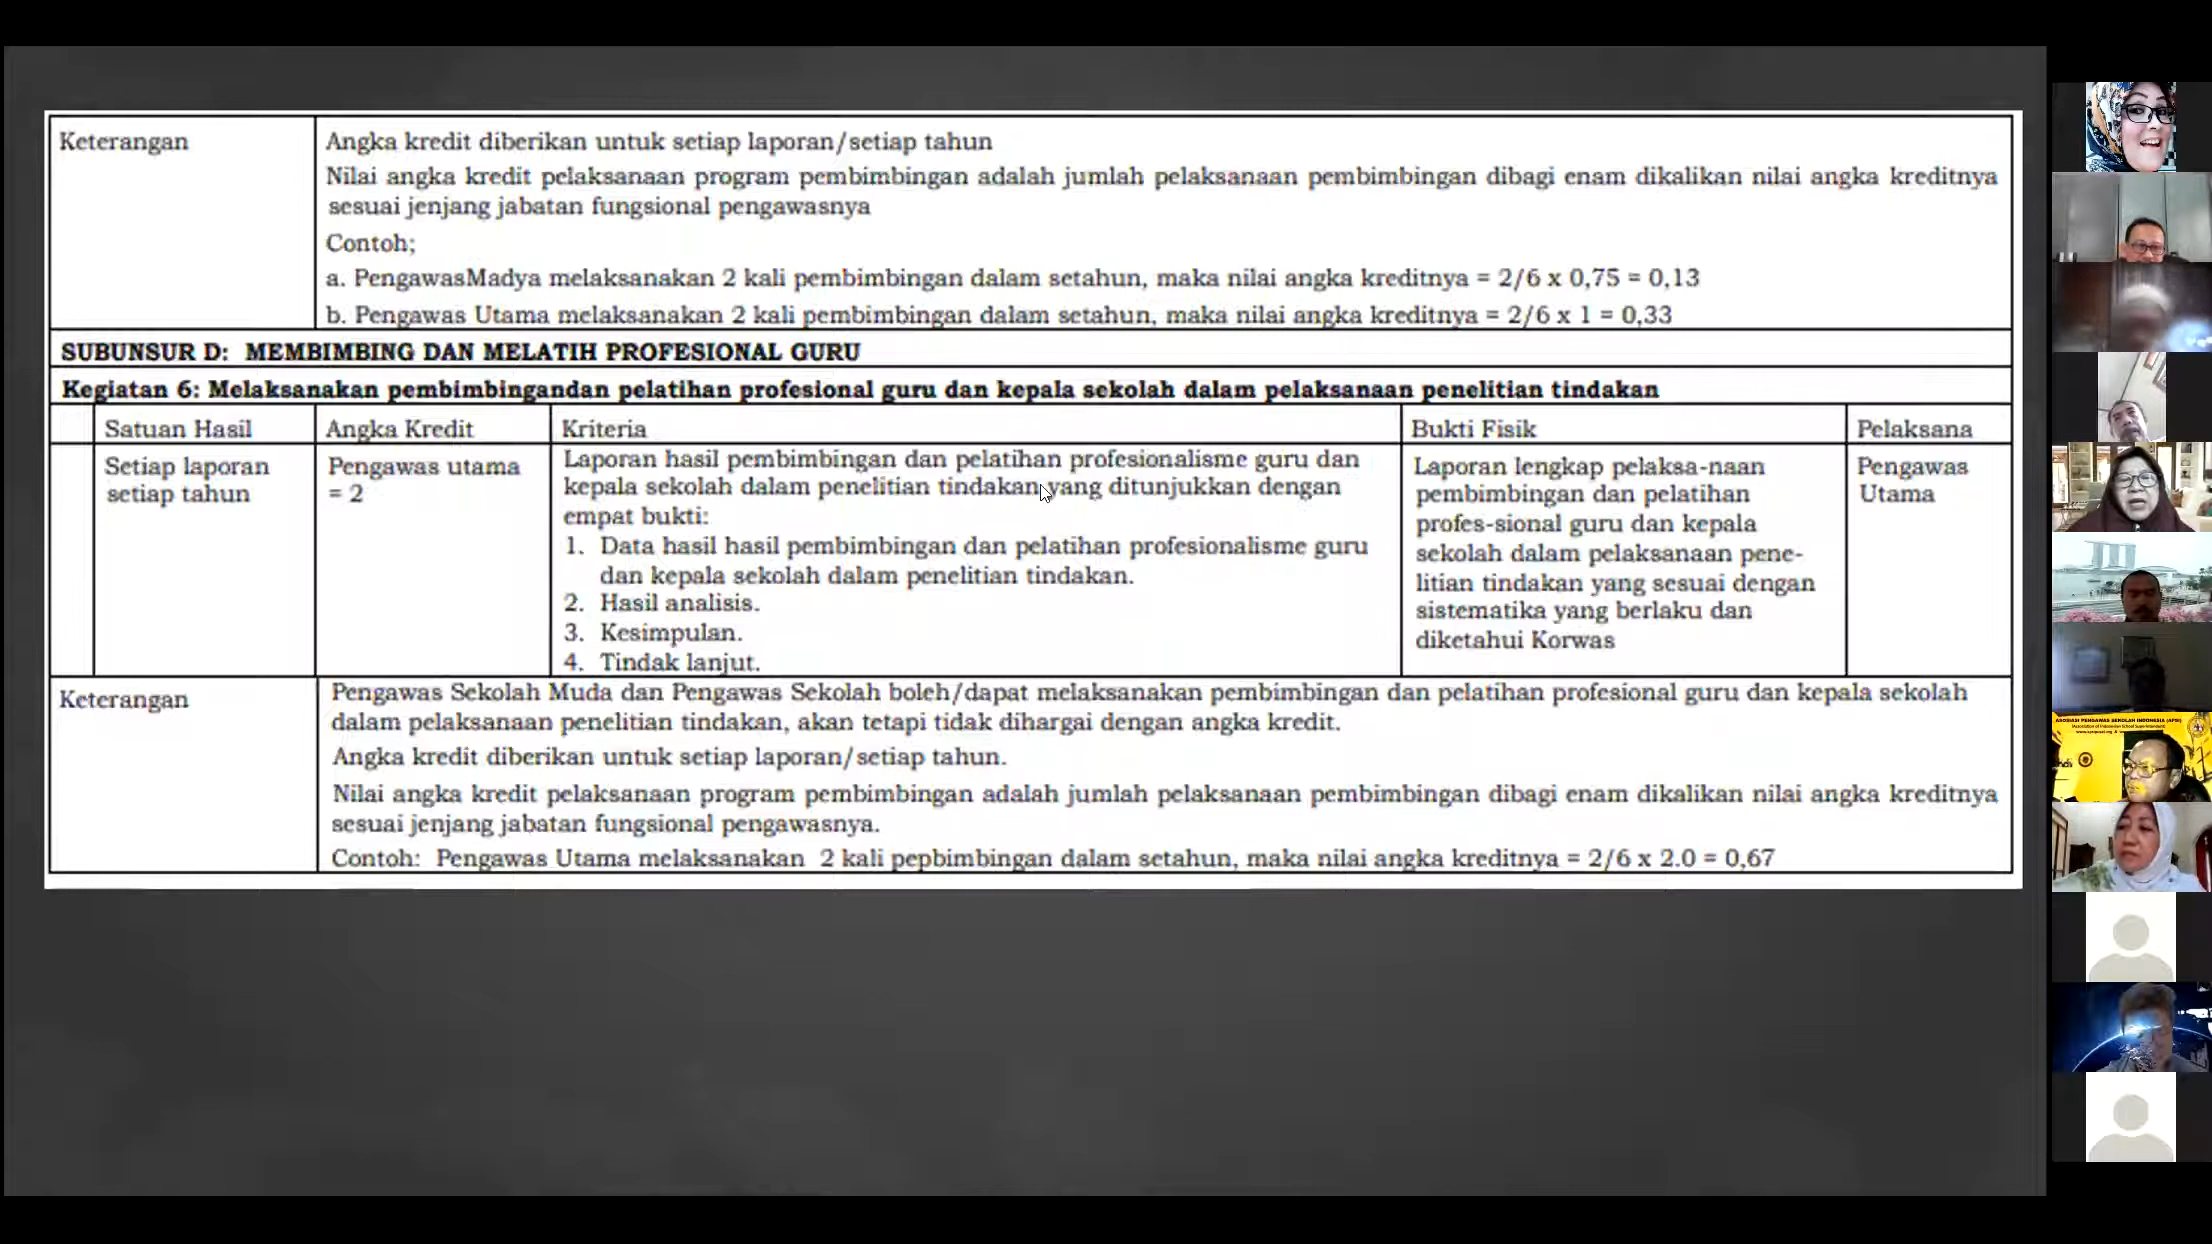 Keterangan
Angka kredit diberikan untuk setiap laporan/setiap tahun
Nilai angka kredit pelaksanaan program pembimbingan adalah jumlah pelaksanaan pembimbingan dibagi enam dikalikan nilai angka kreditnya
sesuai jenjang jabatan fungsional pengawasnya
Contoh;
a. PengawasMadya melaksanakan 2 kali pembimbingan dalam setahun, maka nilai angka kreditnya = 2/6 x 0,75 = 0,13
b. Pengawas Utama melaksanakan 2 kali pembimbingan dalam setahun, maka nilai angka kreditnya = 2/6 x 1 = 0,33
SUBUNSUR D: MEMBIMBING DAN MELATIH PROFESIONAL GURU
Kegiatan 6: Melaksanakan pembimbingandan pelatihan profesional guru dan kepala sekolah dalam pelaksanaan penelitian tindakan
Satuan Hasil
Angka Kredit
Kriteria
Bukti Fisik
Pelaksana
Setiap laporan
setiap tahun
Pengawas utama
= 2
Laporan hasil pembimbingan dan pelatihan profesionalisme guru dan
kepala sekolah dalam penelitian tindakan yang ditunjukkan dengan
empat bukti:
1. Data hasil hasil pembimbingan dan pelatihan profesionalisme guru
dan kepala sekolah dalam penelitian tindakan.
2. Hasil analisis.
3. Kesimpulan.
4. Tindak lanjut.
Laporan lengkap pelaksa-naan
pembimbingan dan pelatihan
profes-sional guru dan kepala
sekolah dalam pelaksanaan pene-
litian tindakan yang sesuai dengan
sistematika yang berlaku dan
diketahui Korwas
Pengawas
Utama
Keterangan
Pengawas Sekolah Muda dan Pengawas Sekolah boleh/dapat melaksanakan pembimbingan dan pelatihan profesional guru dan kepala sekolah
dalam pelaksanaan penelitian tindakan, akan tetapi tidak dihargai dengan angka kredit.
Angka kredit diberikan untuk setiap laporan/setiap tahun.
Nilai angka kredit pelaksanaan program pembimbingan adalah jumlah pelaksanaan pembimbingan dibagi enam dikalikan nilai angka kreditnya
sesuai jenjang jabatan fungsional pengawasnya.
Contoh: Pengawas Utama melaksanakan 2 kali pepbimbingan dalam setahun, maka nilai angka kreditnya = 2/6 x 2.0 = 0,67
ASOSIASI PENGAWAS SEKOLAH INDONESIA (APSI)